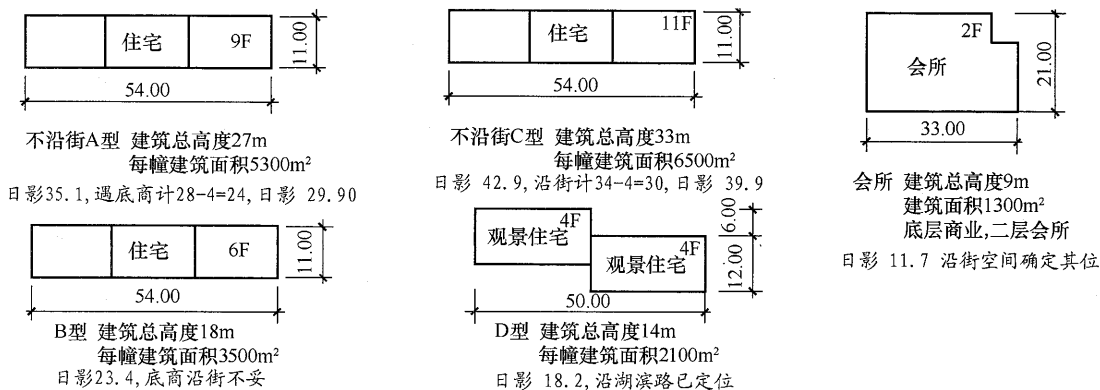 住宅
9F
11.00
54.00
不沿街A型 建筑总高度27m
每幢建筑面积5300m²
日影35.1,遇底商计28-4=24,日影 29.90
住宅
11F
11.00
54.00
不沿街C型 建筑总高度33m
每幢建筑面积6500m²
日影 42.9,沿街计34-4=30,日影 39.9
2F
会所
21.00
33.00
会所 建筑总高度9m
建筑面积1300m²
底层商业,二层会所
日影 11.7 沿街空间确定其位
住宅
6F
11.00
54.00
B型 建筑总高度18m
每幢建筑面积3500m²
日影23.4,底商沿街不妥
4F
观景住宅
4F
观景住宅
6.00
12.00
50.00
D型 建筑总高度14m
每幢建筑面积2100m²
日影 18.2,沿湖滨路已定位